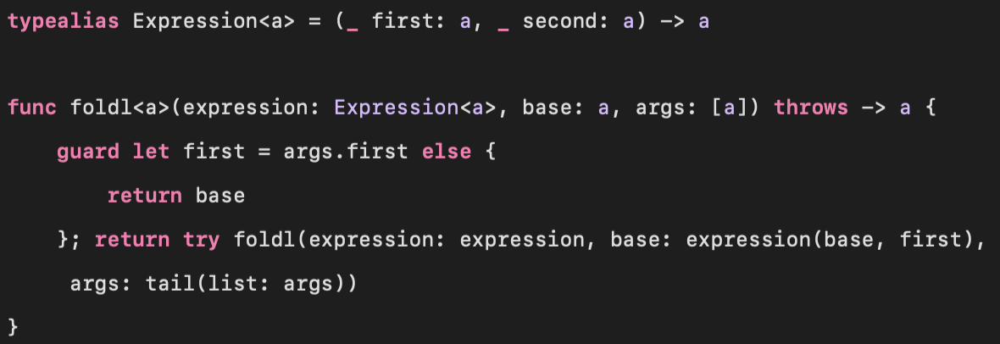 typealias Expression<a> = (_ first: a, _ second: a) -> a
func foldl<a>(expression: Expression<a>, base: a, args: [a]) throws -> a {
guard let first = args.first else {
return base
}; return try foldl(expression: expression, base: expression(base, first),
args: tail(list: args))
}